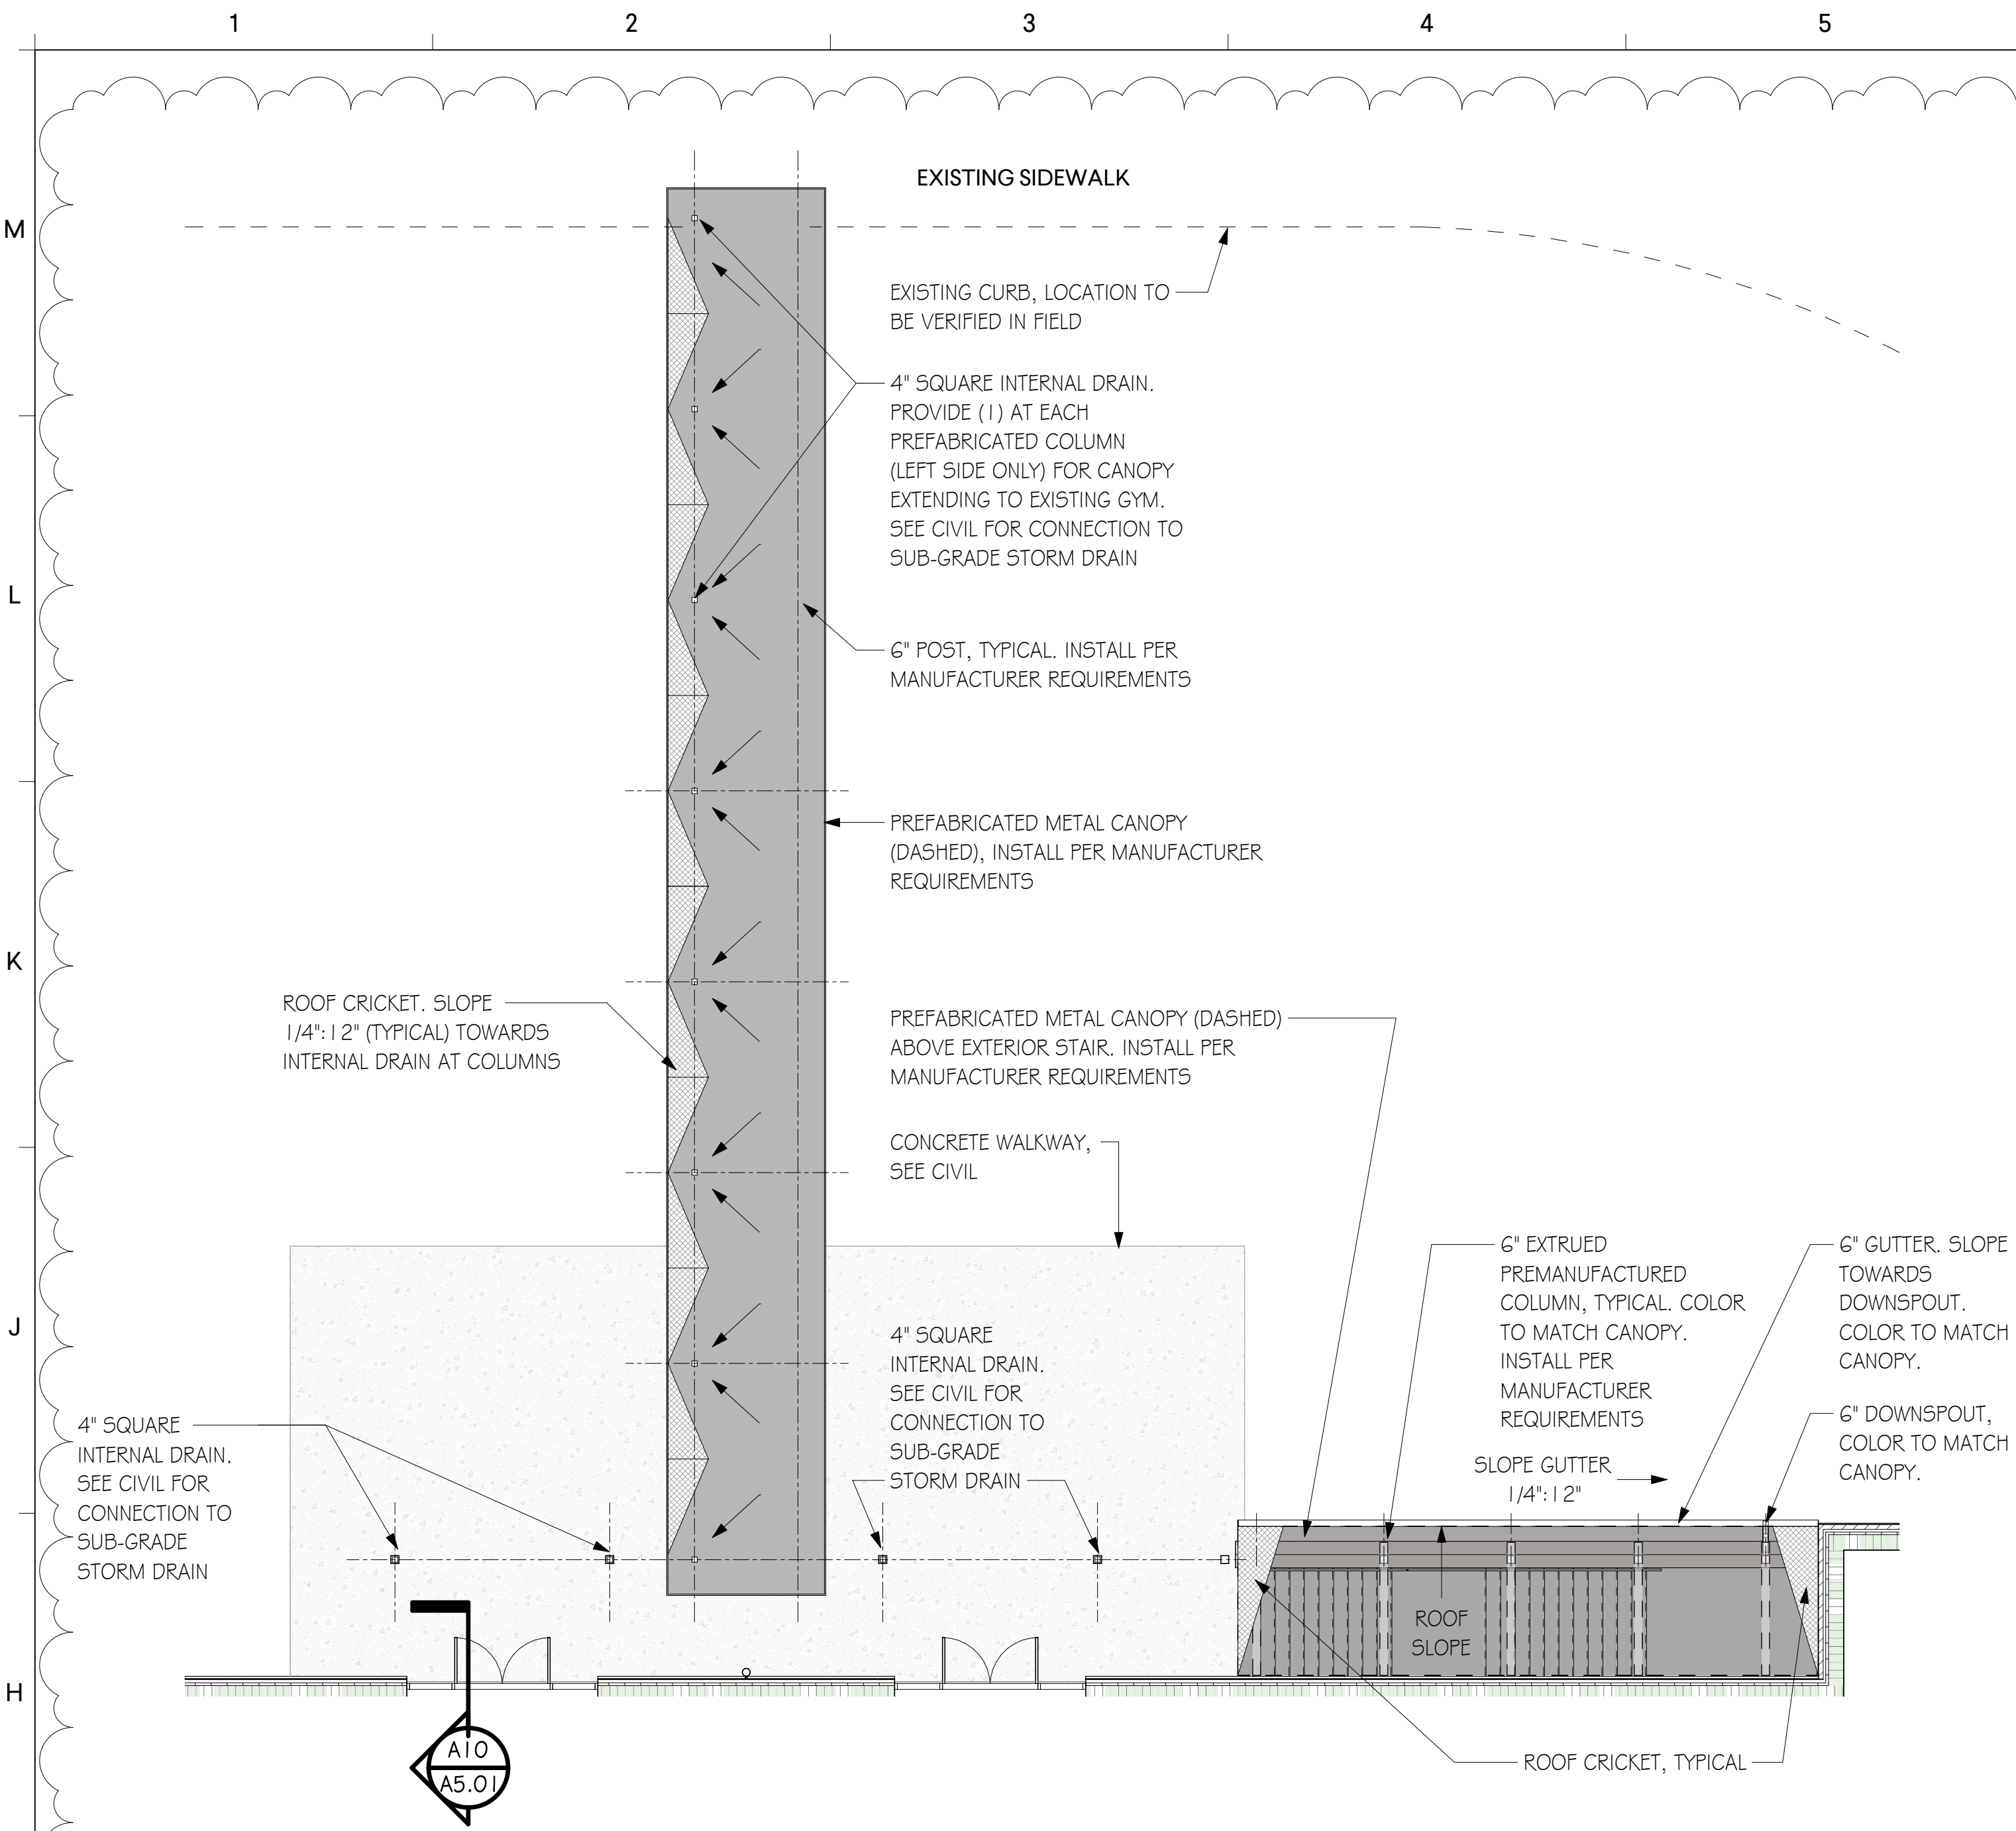 1 2 3 4 5
M
L
K
J
H
EXISTING SIDEWALK
EXISTING CURB, LOCATION TO
BE VERIFIED IN FIELD
4" SQUARE INTERNAL DRAIN.
PROVIDE (1) AT EACH
PREFABRICATED COLUMN
(LEFT SIDE ONLY) FOR CANOPY
EXTENDING TO EXISTING GYM.
SEE CIVIL FOR CONNECTION TO
SUB-GRADE STORM DRAIN
6" POST, TYPICAL. INSTALL PER
MANUFACTURER REQUIREMENTS
PREFABRICATED METAL CANOPY
(DASHED), INSTALL PER MANUFACTURER
REQUIREMENTS
ROOF CRICKET. SLOPE
1/4":12" (TYPICAL) TOWARDS
INTERNAL DRAIN AT COLUMNS
PREFABRICATED METAL CANOPY (DASHED)
ABOVE EXTERIOR STAIR. INSTALL PER
MANUFACTURER REQUIREMENTS
CONCRETE WALKWAY,
SEE CIVIL
6" EXTRUED
PREMANUFACTURED
COLUMN, TYPICAL. COLOR
TO MATCH CANOPY.
INSTALL PER
MANUFACTURER
REQUIREMENTS
6" GUTTER. SLOPE
TOWARDS
DOWNSPOUT.
COLOR TO MATCH
CANOPY.
4" SQUARE
INTERNAL DRAIN.
SEE CIVIL FOR
CONNECTION TO
SUB-GRADE
STORM DRAIN
4" SQUARE
INTERNAL DRAIN.
SEE CIVIL FOR
CONNECTION TO
SUB-GRADE
STORM DRAIN
6" DOWNSPOUT,
COLOR TO MATCH
CANOPY.
SLOPE GUTTER
1/4":12"
ROOF
SLOPE
A10
A5.01
ROOF CRICKET, TYPICAL